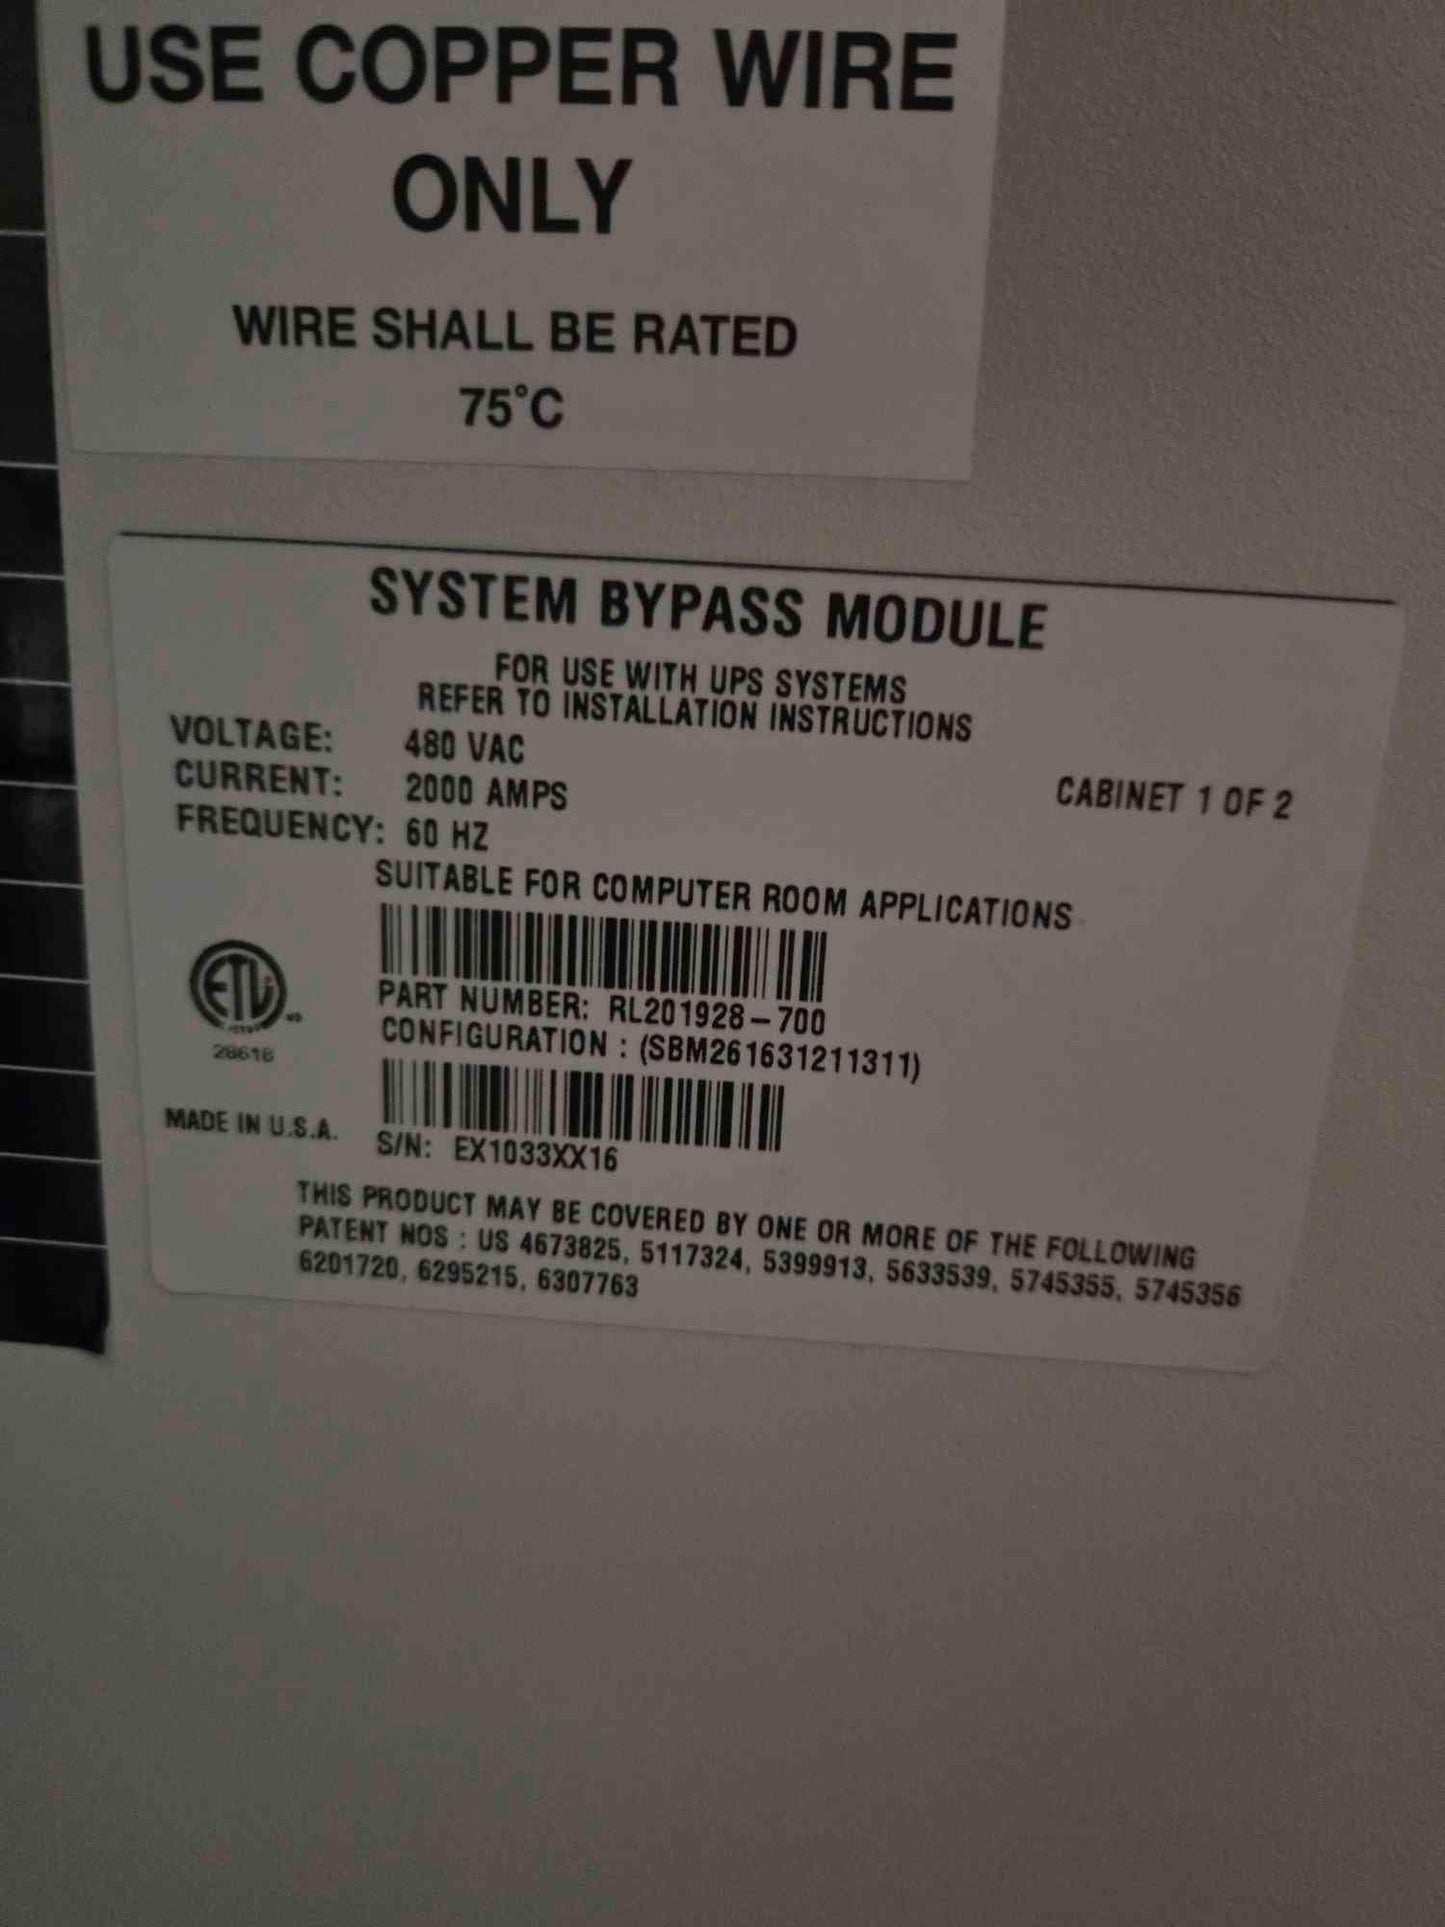 USE COPPER WIRE
ONLY
WIRE SHALL BE RATED
75°C
SYSTEM BYPASS MODULE
FOR USE WITH UPS SYSTEMS
REFER TO INSTALLATION INSTRUCTIONS
VOLTAGE: 480 VAC
CURRENT: 2000 AMPS
CABINET 1 OF 2
FREQUENCY: 60 HZ
SUITABLE FOR COMPUTER ROOM APPLICATIONS
PART NUMBER: RL201928-700
CONFIGURATION : (SBM261631211311)
ETL
28618
MADE IN U.S.A.
S/N: EX1033XX16
THIS PRODUCT MAY BE COVERED BY ONE OR MORE OF THE FOLLOWING
PATENT NOS : US 4673825, 5117324, 5399913, 5633539, 5745355, 5745356
6201720, 6295215, 6307763